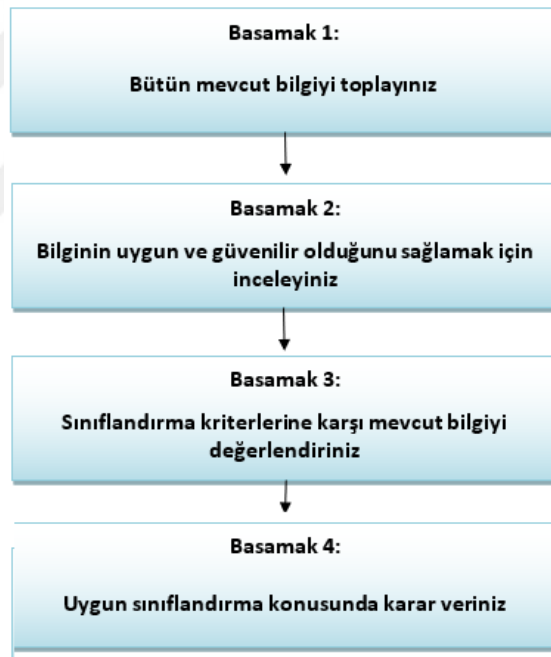 Basamak 1:
Bütün mevcut bilgiyi toplayınız
Basamak 2:
Bilginin uygun ve güvenilir olduğunu sağlamak için
inceleyiniz
Basamak 3:
Sınıflandırma kriterlerine karşı mevcut bilgiyi
değerlendiriniz
Basamak 4:
Uygun sınıflandırma konusunda karar veriniz